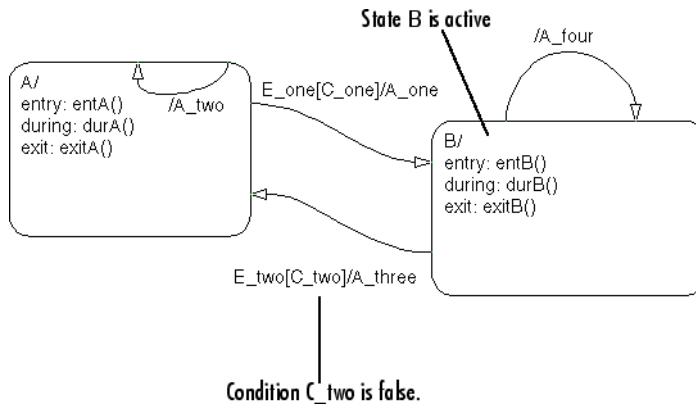 State B is active
/A_four
A/
entry: entA()
during: durA()
exit: exitA()
/A_two
E_one[C_one]/A_one
B/
entry: entB()
during: durB()
exit: exitB()
E_two[C_two]/A_three
Condition C_two is false.